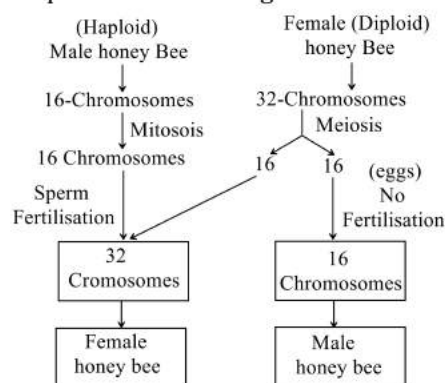 (Haploid)
Male honey Bee
Female (Diploid)
honey Bee
16-Chromosomes
32-Chromosomes
Mitosois
Meiosis
16 Chromosomes
16
16
(eggs)
No
Fertilisation
Sperm
Fertilisation
32
Cromosomes
16
Chromosomes
Female
honey bee
Male
honey bee